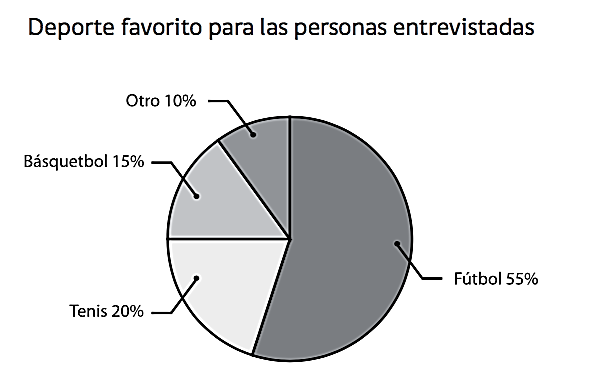 Deporte favorito para las personas entrevistadas
Otro 10%
Básquetbol 15%
Fútbol 55%
Tenis 20%